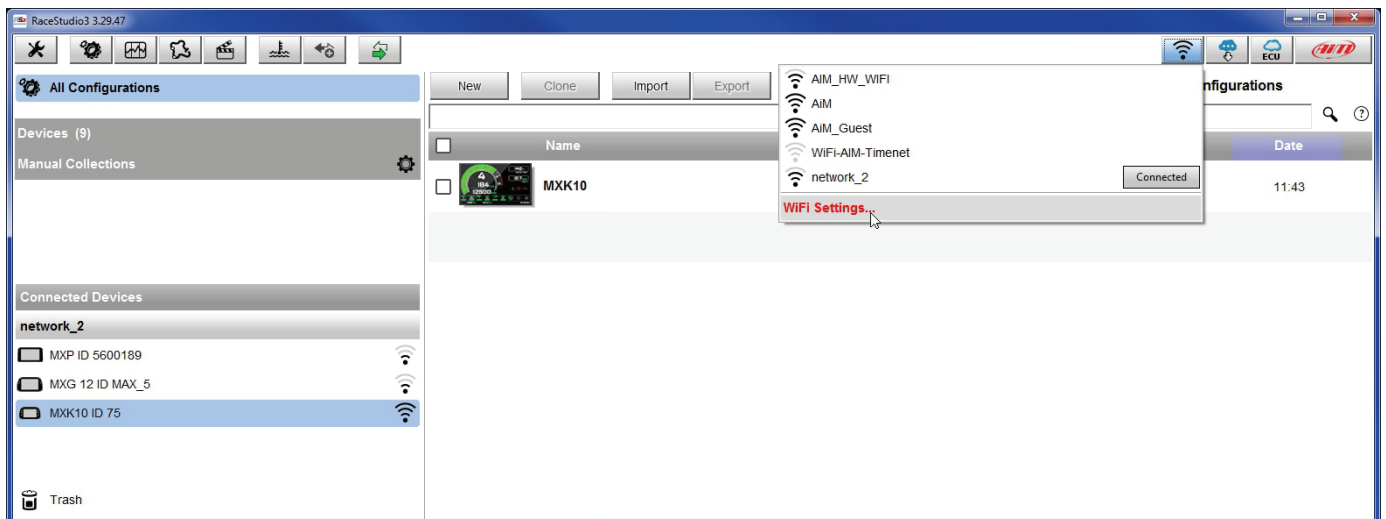 RaceStudio3 3.29.47
ECU
AiM
All Configurations
Devices (9)
Manual Collections
New
Clone
Import
Export
nfigurations
Name
Date
MXK10
11:43
AIM_HW_WIFI
AiM
AiM_Guest
WiFi-AIM-Timenet
network_2
Connected
WiFi Settings...
Connected Devices
network_2
MXP ID 5600189
MXG 12 ID MAX_5
MXK10 ID 75
Trash